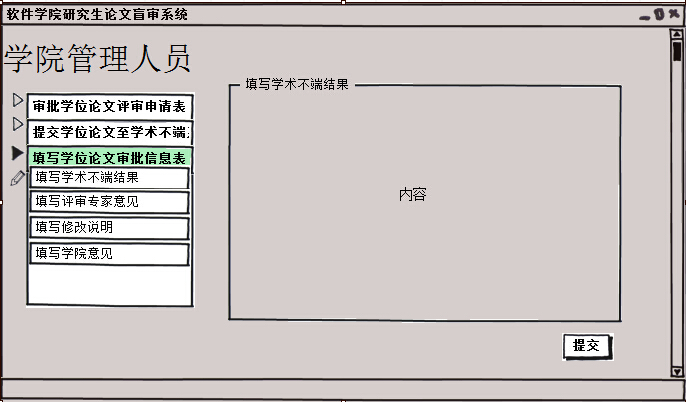 软件学院研究生论文盲审系统
学院管理人员
填写学术不端结果
审批学位论文评审申请表
提交学位论文至学术不端
填写学位论文审批信息表
填写学术不端结果
填写评审专家意见
填写修改说明
填写学院意见
内容
提交